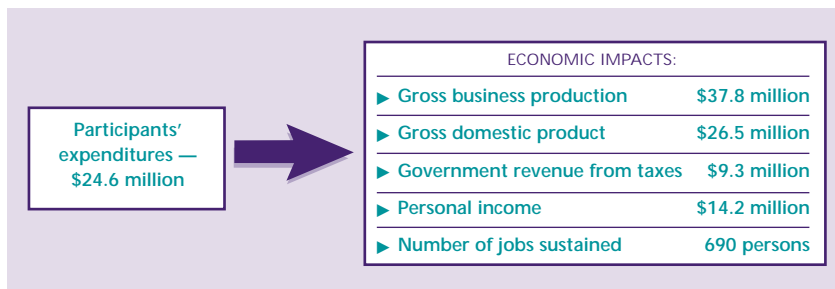 Participants'
expenditures —
$24.6 million
ECONOMIC IMPACTS:
► Gross business production $37.8 million
► Gross domestic product $26.5 million
► Government revenue from taxes $9.3 million
► Personal income $14.2 million
► Number of jobs sustained 690 persons